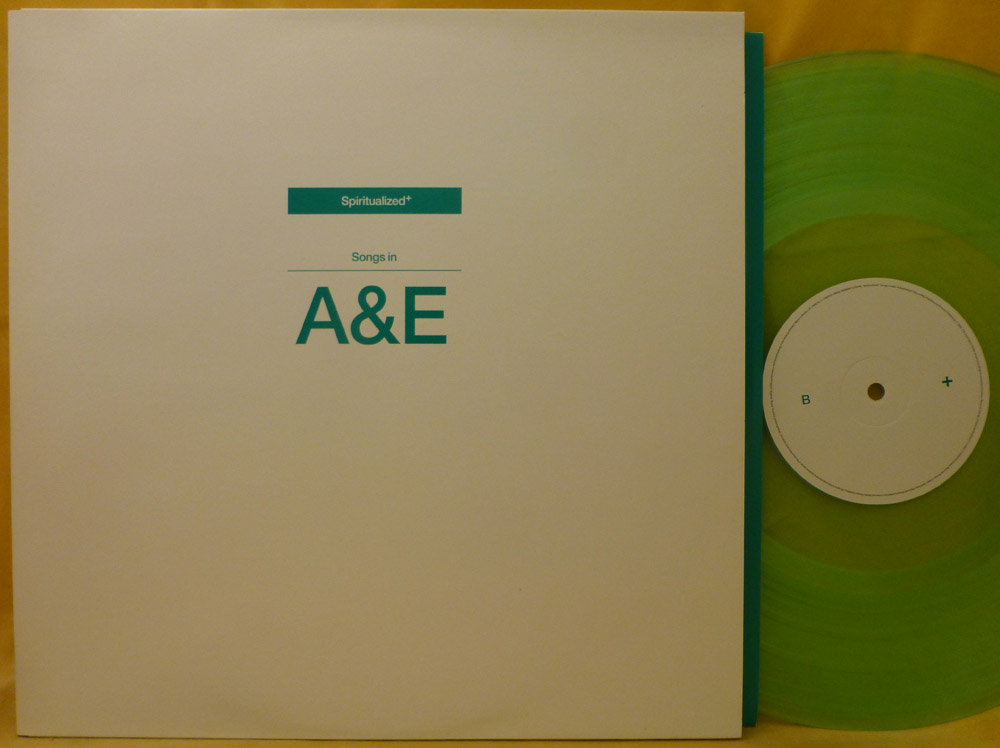 Spiritualized+
Songs in
A&E
B
+